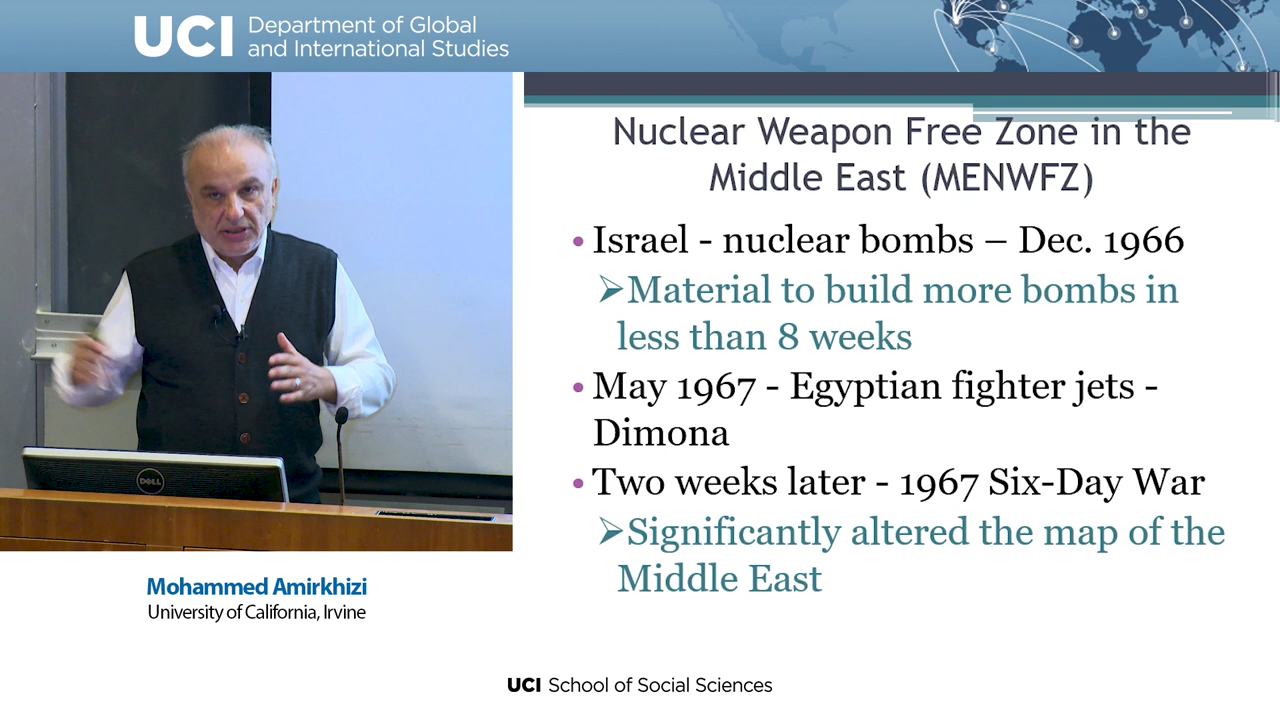 UCI Department of Global
and International Studies
Nuclear Weapon Free Zone in the
Middle East (MENWFZ)
• Israel - nuclear bombs – Dec. 1966
➢Material to build more bombs in
less than 8 weeks
• May 1967 - Egyptian fighter jets -
Dimona
• Two weeks later - 1967 Six-Day War
➢Significantly altered the map of the
Middle East
DELL
Mohammed Amirkhizi
University of California, Irvine
UCI School of Social Sciences